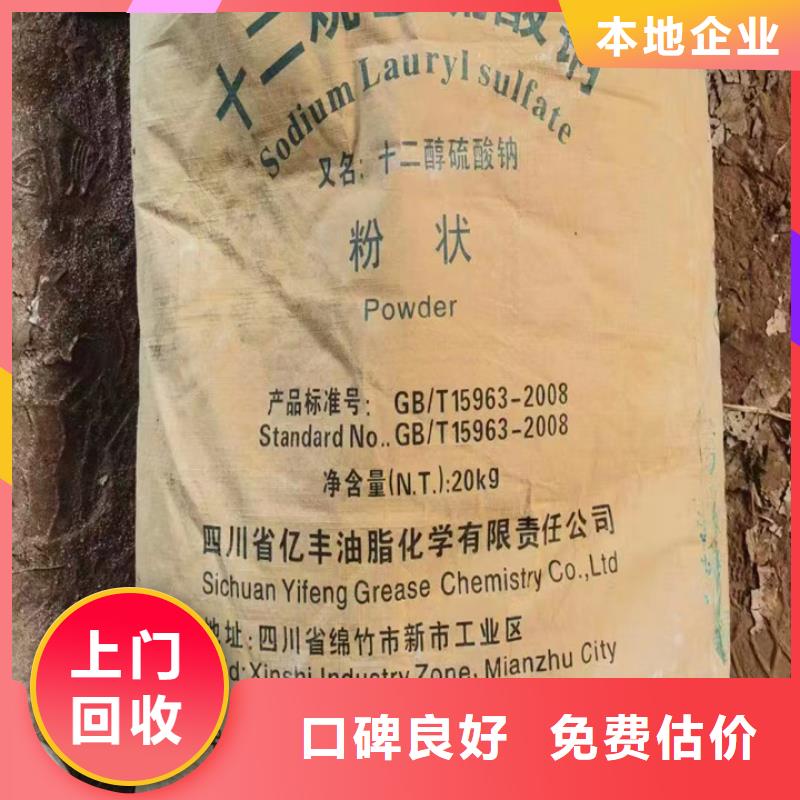 本地企业
十二烷基硫酸钠
Sodium Lauryl sulfate
又名: 十二醇硫酸钠
粉 状
Powder
产品标准号: GB/T15963-2008
Standard No.. GB/T15963-2008
净含量(N.T.):20kg
四川省亿丰油脂化学有限责任公司
Sichuan Yifeng Grease Chemistry Co.,Ltd
地址:四川省绵竹市新市工业区
d:Xinshi Industry Zone, Mianzhu City
上门
回收
口碑良好 免费估价